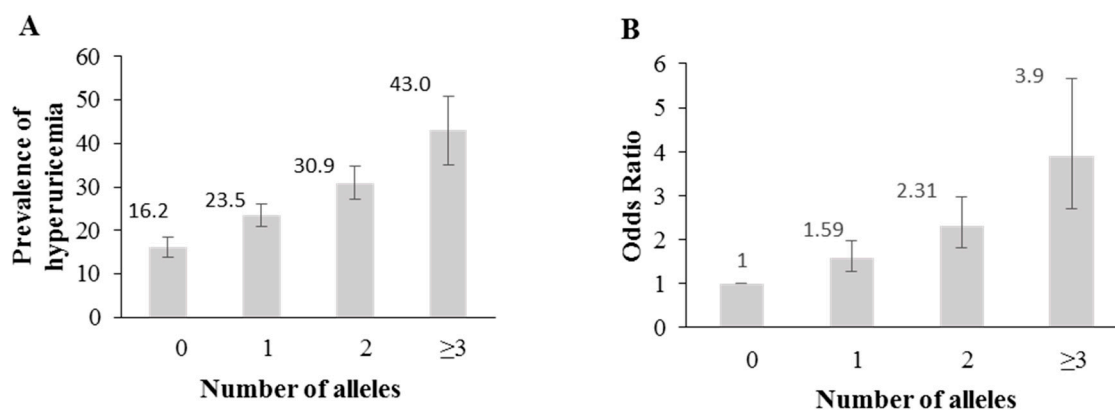 A
Prevalence of
hyperuricemia
60
50
40
30
20
10
0
16.2
23.5
30.9
43.0
0 1 2 ≥3
Number of alleles
B
Odds Ratio
6
5
4
3
2
1
0
1
1.59
2.31
3.9
0 1 2 ≥3
Number of alleles